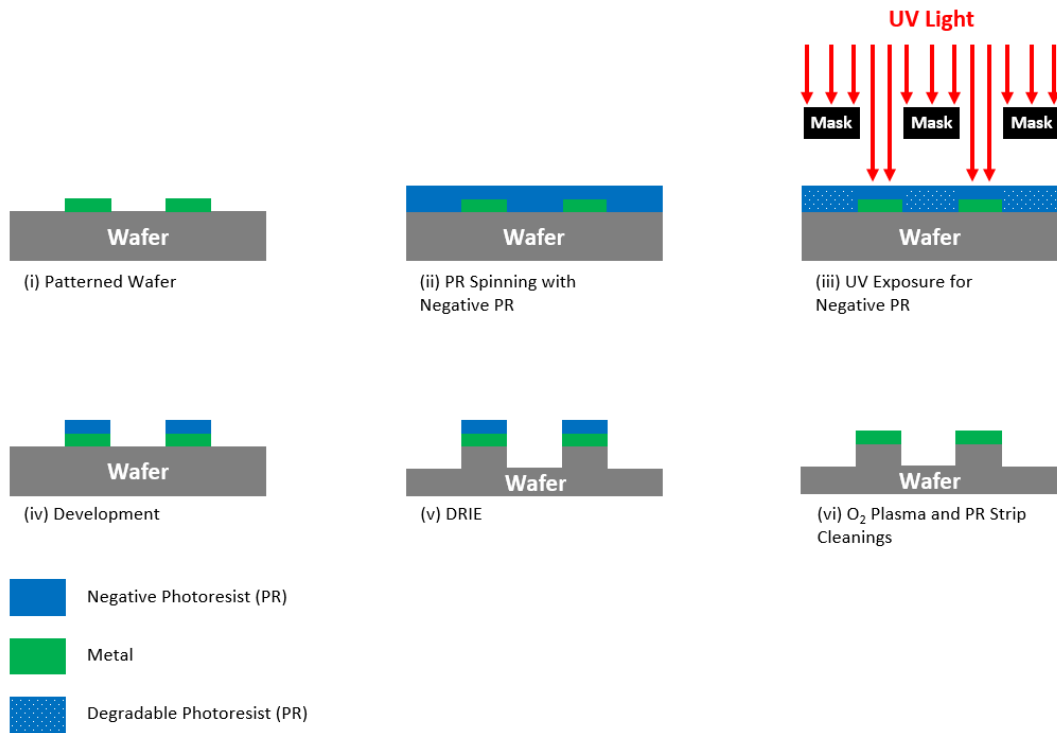 UV Light
Mask
Mask
Mask
Wafer
Wafer
Wafer
(i) Patterned Wafer
(ii) PR Spinning with
Negative PR
(iii) UV Exposure for
Negative PR
Wafer
Wafer
Wafer
(iv) Development
(v) DRIE
(vi) O₂ Plasma and PR Strip
Cleanings
Negative Photoresist (PR)
Metal
Degradable Photoresist (PR)